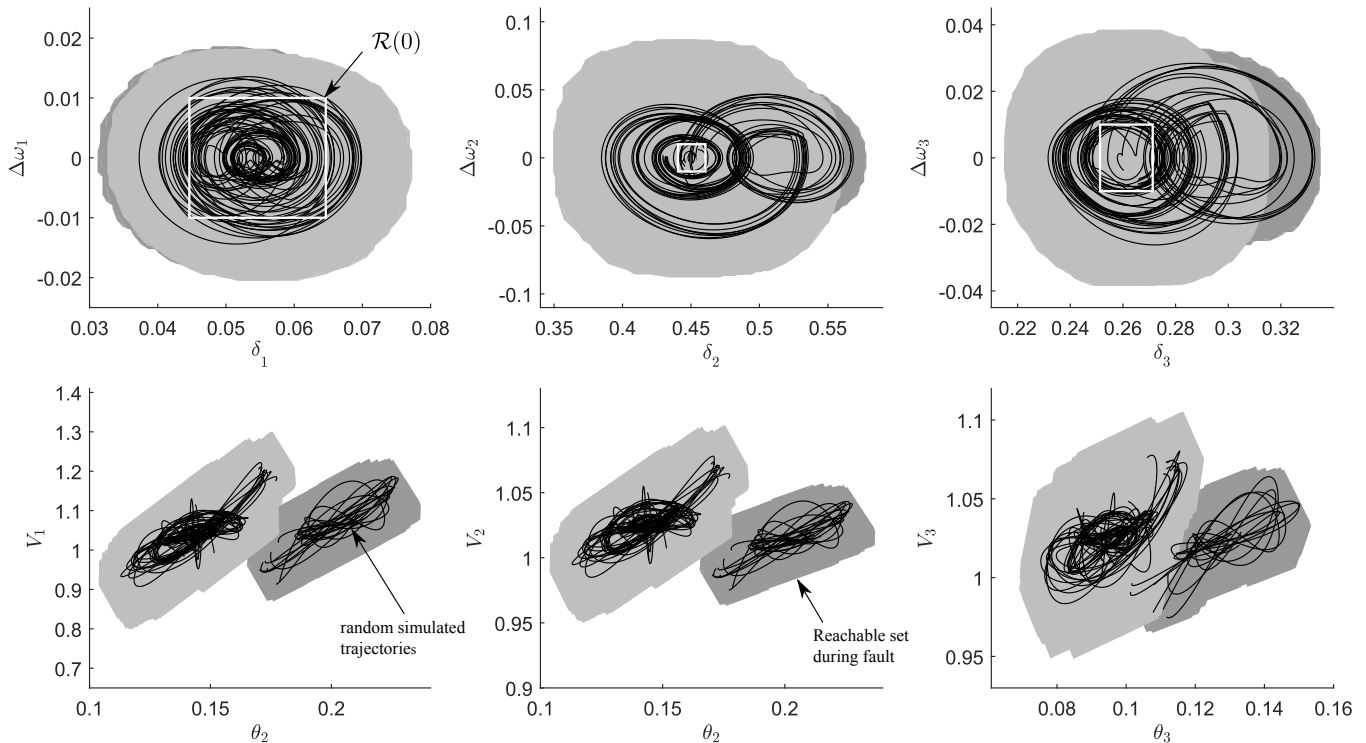 R(0)
0.02
0.01
0
-0.01
-0.02
Δω₁
0.03 0.04 0.05 0.06 0.07 0.08
δ₁
0.1
0.05
0
-0.05
-0.1
Δω₂
0.35 0.4 0.45 0.5 0.55
δ₂
0.04
0.02
0
-0.02
-0.04
Δω₃
0.22 0.24 0.26 0.28 0.3 0.32
δ₃
1.4
1.3
1.2
1.1
1
0.9
0.8
0.7
V₁
random simulated
trajectories
0.1 0.15 0.2
θ₂
1.1
1.05
1
0.95
0.9
V₂
Reachable set
during fault
0.1 0.15 0.2
θ₂
1.1
1.05
1
0.95
V₃
0.08 0.1 0.12 0.14 0.16
θ₃